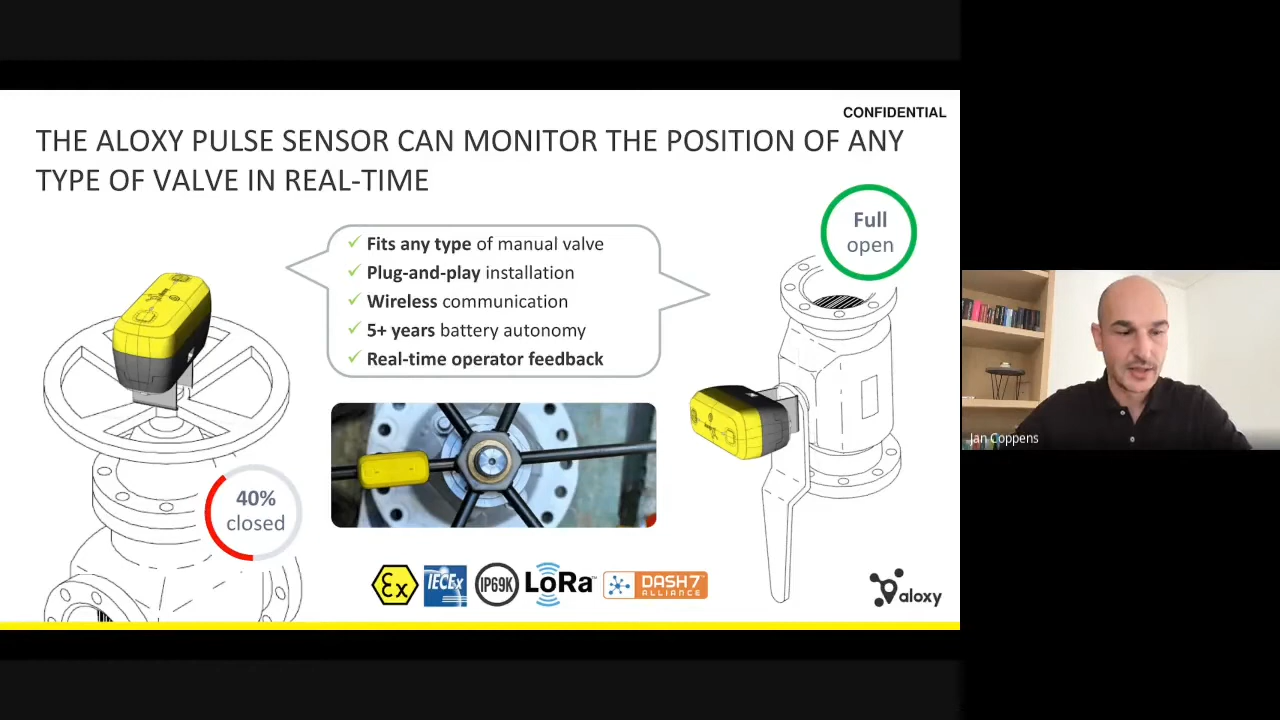 CONFIDENTIAL
THE ALOXY PULSE SENSOR CAN MONITOR THE POSITION OF ANY
TYPE OF VALVE IN REAL-TIME
Full
open
✓ Fits any type of manual valve
✓ Plug-and-play installation
✓ Wireless communication
✓ 5+ years battery autonomy
✓ Real-time operator feedback
40%
closed
Ex
IECEx
IP69K
LoRa™
DASH7
ALLIANCE
aloxy
Jan Coppens